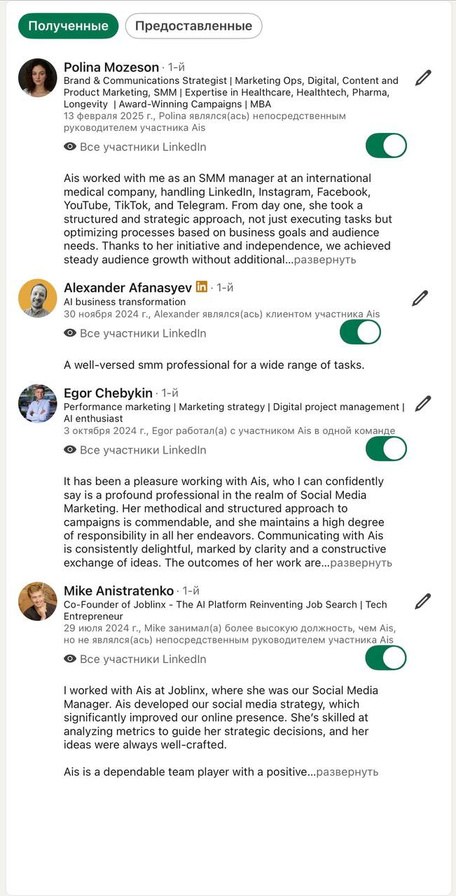 Полученные
Предоставленные
Polina Mozeson · 1-й
Brand & Communications Strategist | Marketing Ops, Digital, Content and
Product Marketing, SMM | Expertise in Healthcare, Healthtech, Pharma,
Longevity | Award-Winning Campaigns | MBA
13 февраля 2025 г., Polina являлся(ась) непосредственным
руководителем участника Ais
Все участники LinkedIn
Ais worked with me as an SMM manager at an international
medical company, handling LinkedIn, Instagram, Facebook,
YouTube, TikTok, and Telegram. From day one, she took a
structured and strategic approach, not just executing tasks but
optimizing processes based on business goals and audience
needs. Thanks to her initiative and independence, we achieved
steady audience growth without additional...развернуть
Alexander Afanasyev in · 1-й
AI business transformation
30 ноября 2024 г., Alexander являлся(ась) клиентом участника Ais
Все участники LinkedIn
A well-versed smm professional for a wide range of tasks.
Egor Chebykin · 1-й
Performance marketing | Marketing strategy | Digital project management |
AI enthusiast
3 октября 2024 г., Egor работал(а) с участником Ais в одной команде
Все участники LinkedIn
It has been a pleasure working with Ais, who I can confidently
say is a profound professional in the realm of Social Media
Marketing. Her methodical and structured approach to
campaigns is commendable, and she maintains a high degree
of responsibility in all her endeavors. Communicating with Ais
is consistently delightful, marked by clarity and a constructive
exchange of ideas. The outcomes of her work are...развернуть
Mike Anistratenko · 1-й
Co-Founder of Joblinx - The AI Platform Reinventing Job Search | Tech
Entrepreneur
29 июля 2024 г., Mike занимал(а) более высокую должность, чем Ais,
но не являлся(ась) непосредственным руководителем участника Ais
Все участники LinkedIn
I worked with Ais at Joblinx, where she was our Social Media
Manager. Ais developed our social media strategy, which
significantly improved our online presence. She's skilled at
analyzing metrics to guide her strategic decisions, and her
ideas were always well-crafted.
Ais is a dependable team player with a positive...развернуть